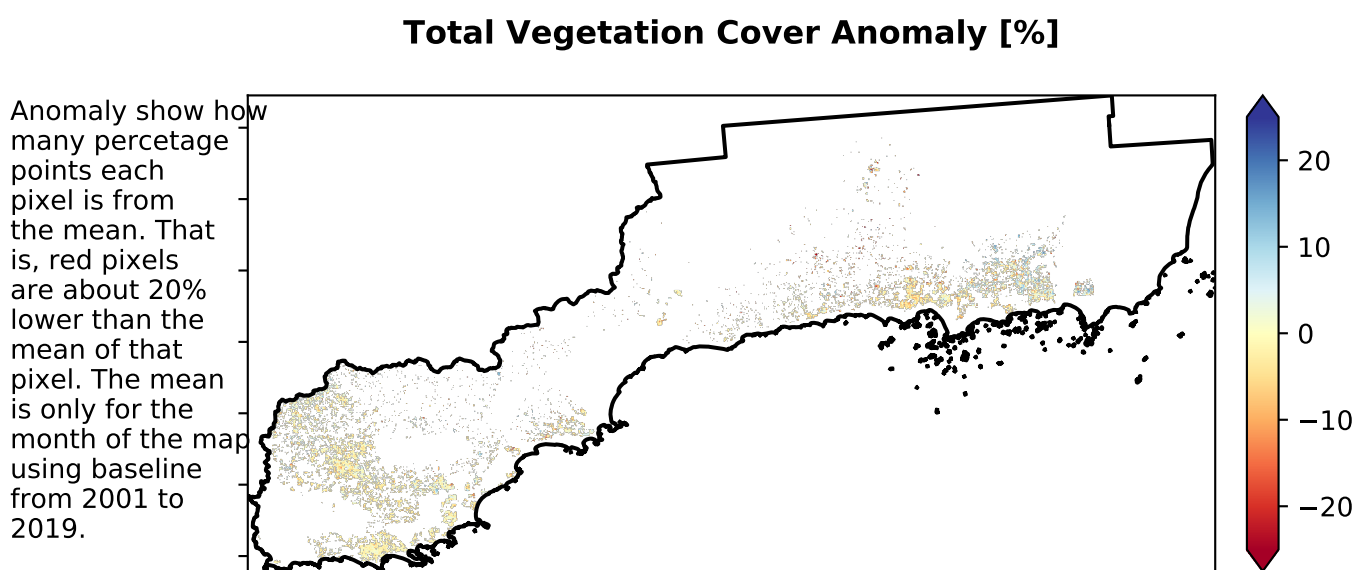 Total Vegetation Cover Anomaly [%]
Anomaly show how
many percetage
points each
pixel is from
the mean. That
is, red pixels
are about 20%
lower than the
mean of that
pixel. The mean
is only for the
month of the map
using baseline
from 2001 to
2019.
20
10
0
−10
−20